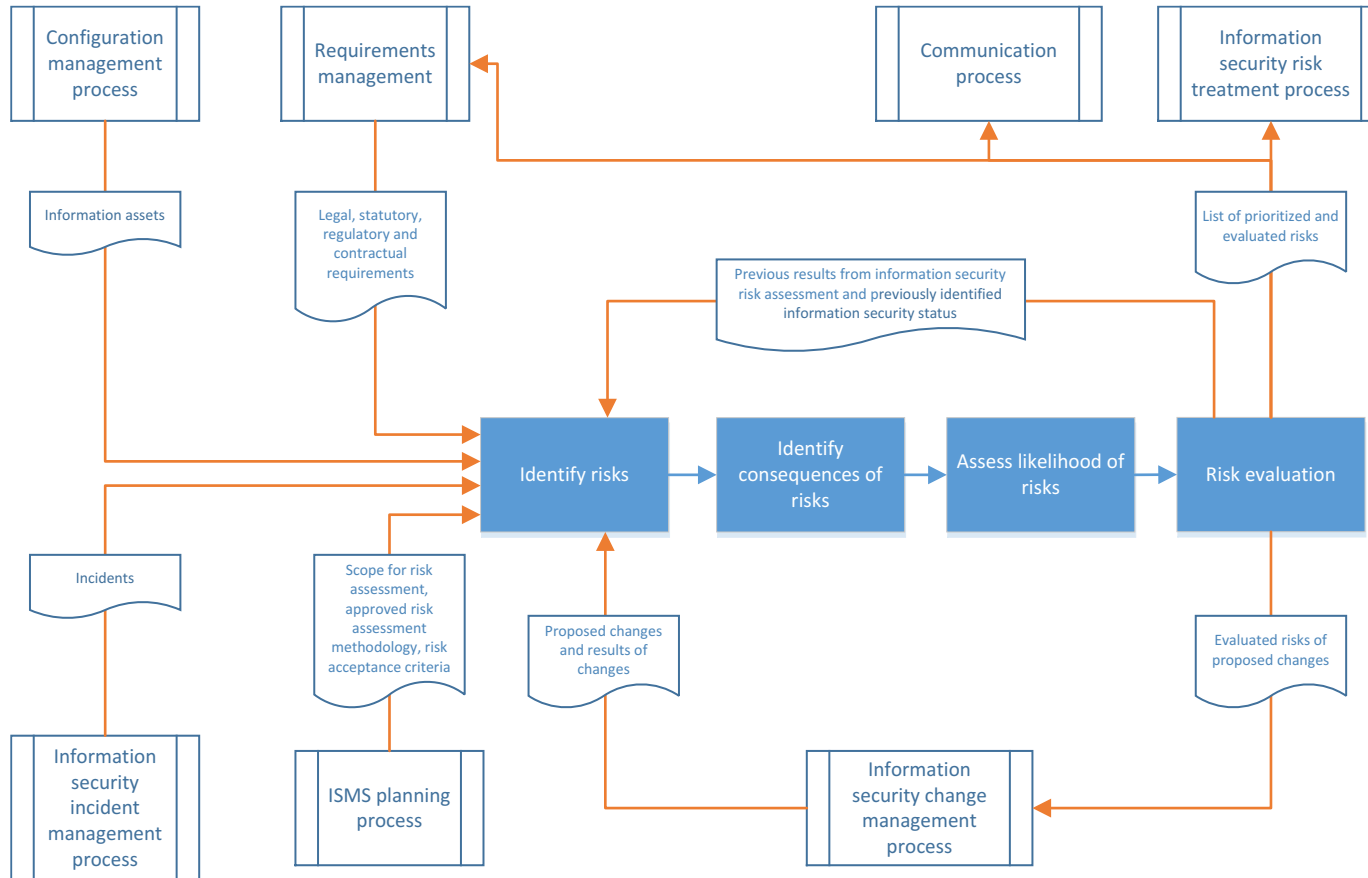 Configuration
management
process
Requirements
management
Communication
process
Information
security risk
treatment process
Information assets
Legal, statutory,
regulatory and
contractual
requirements
List of prioritized and
evaluated risks
Previous results from information security
risk assessment and previously identified
information security status
Identify risks
Identify
consequences of
risks
Assess likelihood of
risks
Risk evaluation
Incidents
Scope for risk
assessment,
approved risk
assessment
methodology, risk
acceptance criteria
Proposed changes
and results of
changes
Evaluated risks of
proposed changes
Information
security
incident
management
process
ISMS planning
process
Information
security change
management
process